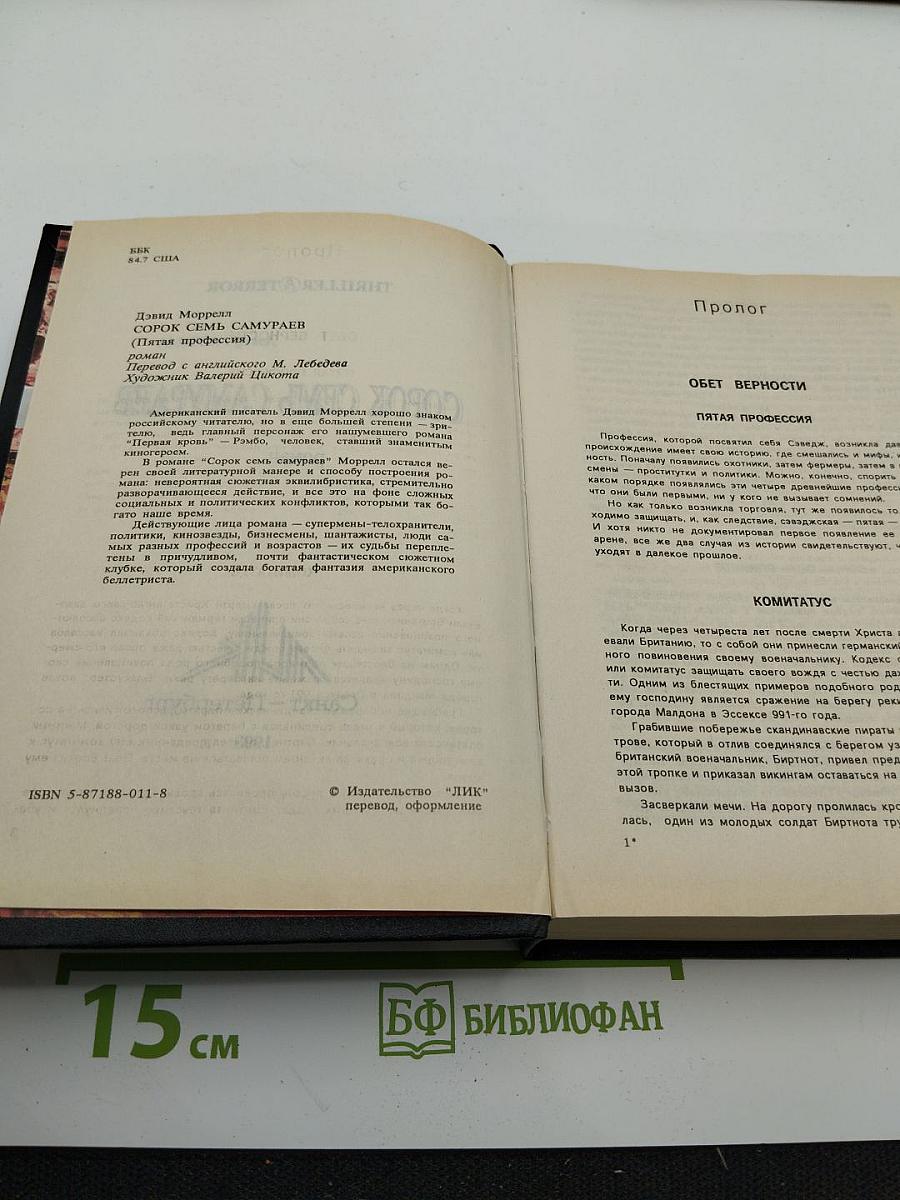 ББК
84.7 США
Дэвид Моррелл
СОРОК СЕМЬ САМУРАЕВ
(Пятая профессия)
роман
Перевод с английского М. Лебедева
Художник Валерий Цикота
Американский писатель Дэвид Моррелл хорошо знаком
российскому читателю, но в еще большей степени — зри-
телю, ведь главный персонаж его нашумевшего романа
"Первая кровь" — Рэмбо, человек, ставший знаменитым
киногероем.
В романе "Сорок семь самураев" Моррелл остался ве-
рен своей литературной манере и способу построения ро-
мана: невероятная сюжетная эквилибристика, стремительно
разворачивающееся действие, и все это на фоне сложных
социальных и политических конфликтов, которыми так бо-
гато наше время.
Действующие лица романа — супермены-телохранители,
политики, кинозвезды, бизнесмены, шантажисты, люди са-
мых разных профессий и возрастов — их судьбы перепле-
тены в причудливом, почти фантастическом сюжетном
клубке, который создала богатая фантазия американского
беллетриста.
ISBN 5-87188-011-8
© Издательство "ЛИК"
перевод, оформление
Пролог
ОБЕТ ВЕРНОСТИ
ПЯТАЯ ПРОФЕССИЯ
Профессия, которой посвятил себя Сэведж, возникла
происхождение имеет свою историю, где смешались и мифы,
ность. Поначалу появились охотники, затем фермеры, затем
смены — проститутки и политики. Можно, конечно, спорить
каком порядке появлялись эти четыре древнейшие
что они были первыми, ни у кого не вызывает сомнений.
Но как только возникла торговля, тут же появилось
ходимо защищать, и, как следствие, сэвэджская — пятая —
И хотя никто не документировал первое появление ее
арене, все же два случая из истории свидетельствуют,
уходят в далекое прошлое.
КОМИТАТУС
Когда через четыреста лет после смерти Христа
евали Британию, то с собой они принесли германский
ного повиновения своему военачальнику. Кодекс
или комитатус защищать своего вождя с честью
ти. Одним из блестящих примеров подобного
ему господину является сражение на берегу реки
города Малдона в Эссексе 991-го года.
Грабившие побережье скандинавские пираты
трове, который в отлив соединялся с берегом
британский военачальник, Биртнот, привел
этой тропке и приказал викингам оставаться на
вызов.
Засверкали мечи. На дорогу пролилась
лась, один из молодых солдат Биртнота
1*
15 см
БФ БИБЛИОФАН